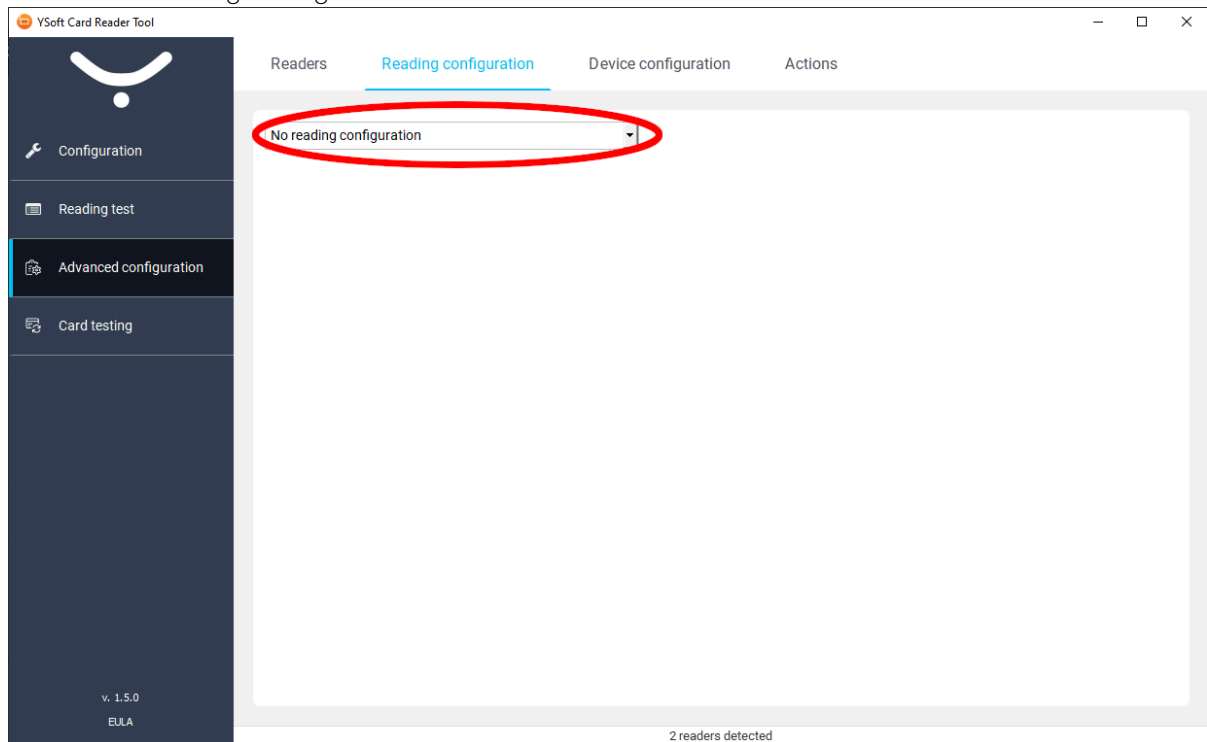 YSoft Card Reader Tool
Readers Reading configuration Device configuration Actions
No reading configuration
Configuration
Reading test
Advanced configuration
Card testing
v. 1.5.0
EULA
2 readers detected